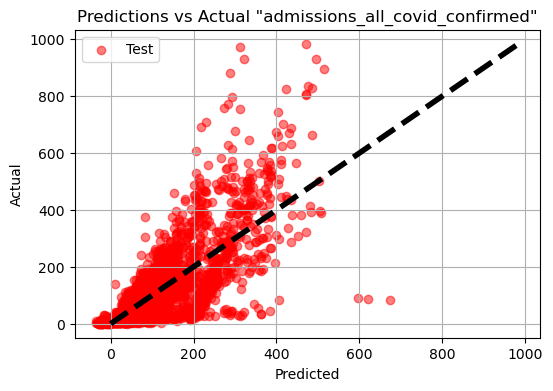 Predictions vs Actual "admissions_all_covid_confirmed"
Test
1000
800
600
400
200
0
Actual
0 200 400 600 800 1000
Predicted